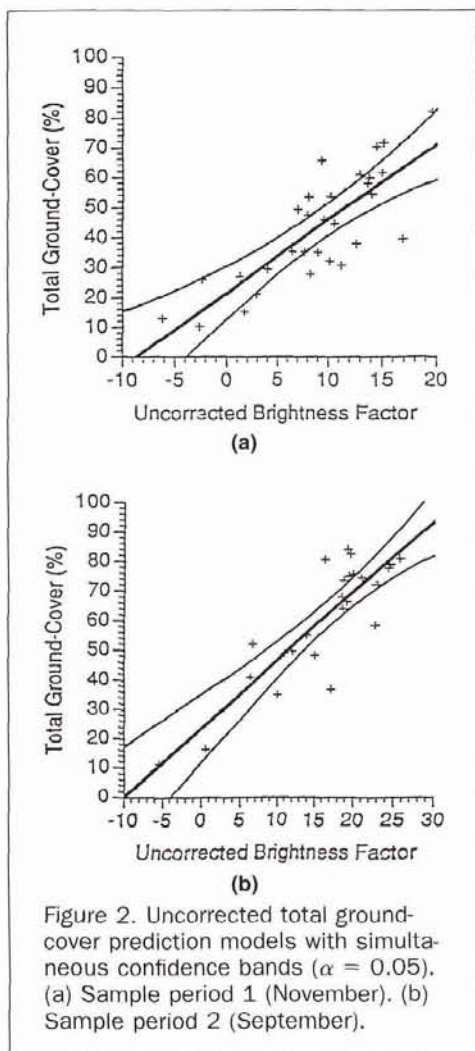 100
90
80
70
60
50
40
30
20
10
0
Total Ground-Cover (%)
-10 -5 0 5 10 15 20
Uncorrected Brightness Factor
(a)
100
90
80
70
60
50
40
30
20
10
0
Total Ground-Cover (%)
-10 -5 0 5 10 15 20 25 30
Uncorrected Brightness Factor
(b)
Figure 2. Uncorrected total ground-
cover prediction models with simulta-
neous confidence bands (α = 0.05).
(a) Sample period 1 (November). (b)
Sample period 2 (September).